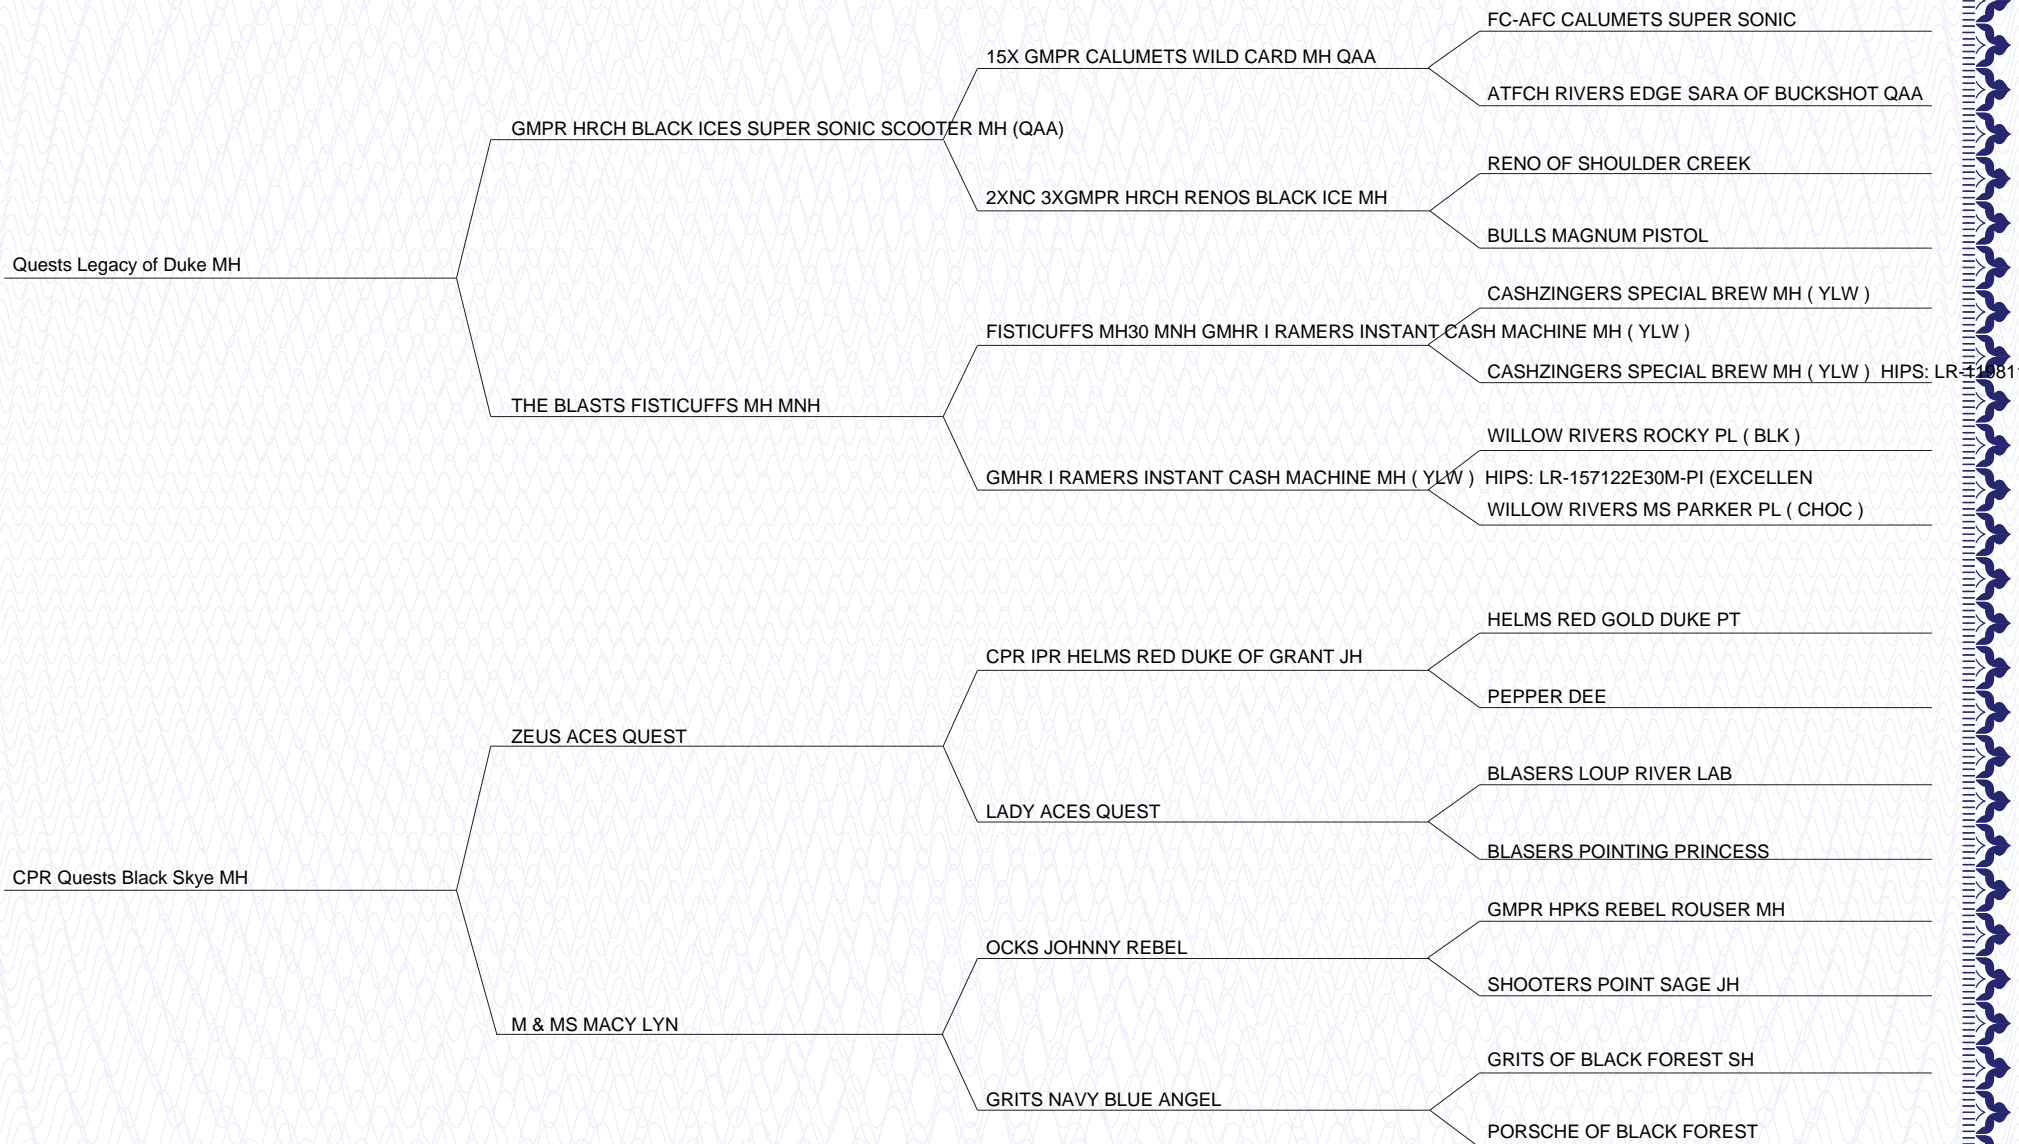 FC-AFC CALUMETS SUPER SONIC
15X GMPR CALUMETS WILD CARD MH QAA
ATFCH RIVERS EDGE SARA OF BUCKSHOT QAA
GMPR HRCH BLACK ICES SUPER SONIC SCOOTER MH (QAA)
RENO OF SHOULDER CREEK
2XNC 3XGMPR HRCH RENOS BLACK ICE MH
BULLS MAGNUM PISTOL
Quests Legacy of Duke MH
CASHZINGERS SPECIAL BREW MH ( YLW )
FISTICUFFS MH30 MNH GMHR I RAMERS INSTANT CASH MACHINE MH ( YLW )
CASHZINGERS SPECIAL BREW MH ( YLW ) HIPS: LR-11981
THE BLASTS FISTICUFFS MH MNH
WILLOW RIVERS ROCKY PL ( BLK )
GMHR I RAMERS INSTANT CASH MACHINE MH ( YLW ) HIPS: LR-157122E30M-PI (EXCELLEN
WILLOW RIVERS MS PARKER PL ( CHOC )
HELMS RED GOLD DUKE PT
CPR IPR HELMS RED DUKE OF GRANT JH
PEPPER DEE
ZEUS ACES QUEST
BLASERS LOUP RIVER LAB
LADY ACES QUEST
BLASERS POINTING PRINCESS
CPR Quests Black Skye MH
GMPR HPKS REBEL ROUSER MH
OCKS JOHNNY REBEL
SHOOTERS POINT SAGE JH
M & MS MACY LYN
GRITS OF BLACK FOREST SH
GRITS NAVY BLUE ANGEL
PORSCHE OF BLACK FOREST